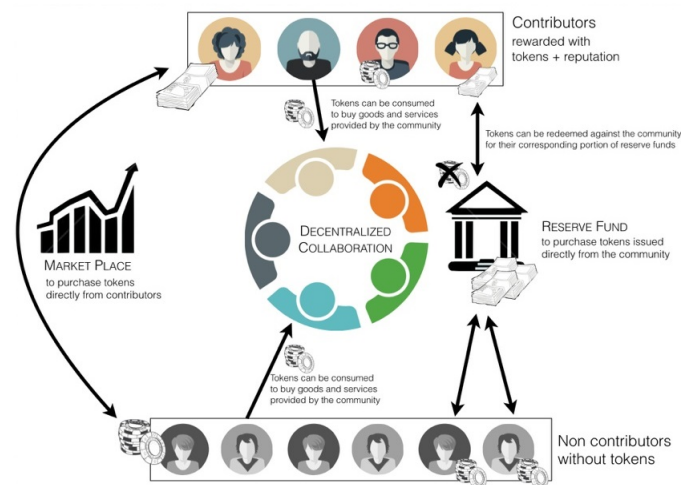 Contributors
rewarded with
tokens + reputation
Tokens can be consumed
to buy goods and services
provided by the community
Tokens can be redeemed against the community
for their corresponding portion of reserve funds
DECENTRALIZED
COLLABORATION
MARKET PLACE
to purchase tokens
directly from contributors
RESERVE FUND
to purchase tokens issued
directly from the community
Tokens can be consumed
to buy goods and services
provided by the community
Non contributors
without tokens